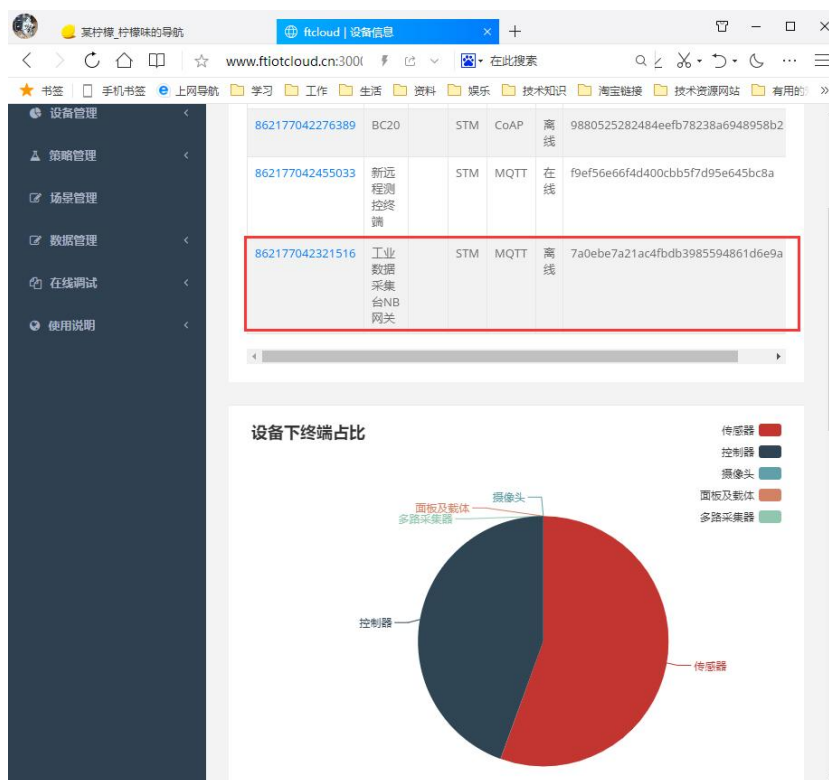 某柠檬_柠檬味的导航
ftcloud | 设备信息
www.ftiotcloud.cn:300
在此搜索
书签 手机书签 上网导航 学习 工作 生活 资料 娱乐 技术知识 淘宝链接 技术资源网站 有用的 »
设备管理
策略管理
场景管理
数据管理
在线调试
使用说明
862177042276389 BC20 STM CoAP 离线 9880525282484eefb78238a6948958b2
862177042455033 新远 STM MQTT 在线 f9ef56e66f4d400cbb5f7d95e645bc8a
程测
控终
端
862177042321516 工业 STM MQTT 离线 7a0ebe7a21ac4fbdb3985594861d6e9a
数据
采集
台NB
网关
设备下终端占比
传感器
控制器
摄像头
面板及载体
多路采集器
摄像头
面板及载体
多路采集器
控制器
传感器